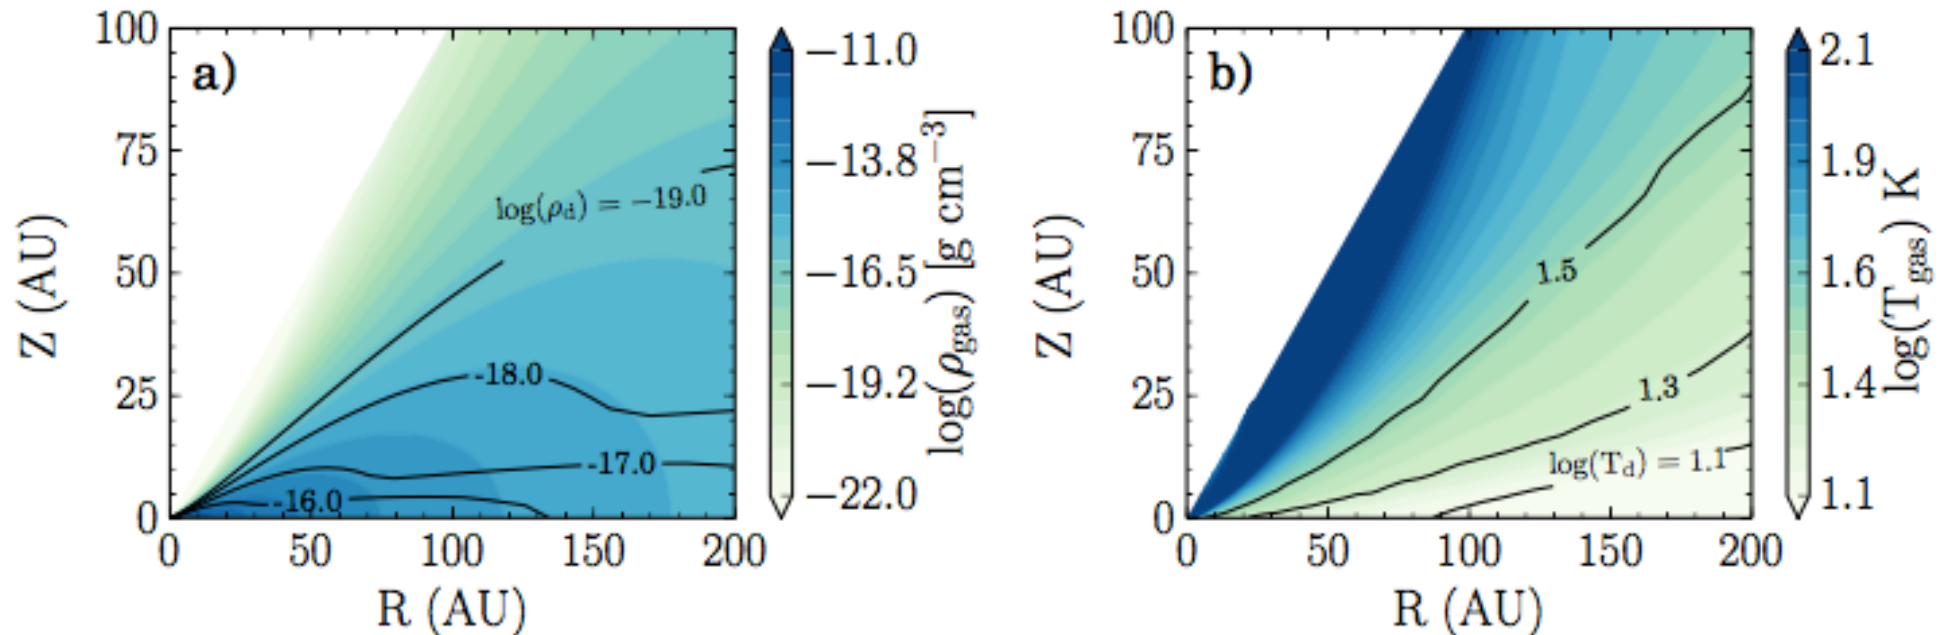 a)
100
75
50
25
0
Z (AU)
0 50 100 150 200
R (AU)
log(ρd) = −19.0
-18.0
-17.0
-16.0
−11.0
−13.8
−16.5
−19.2
−22.0
log(ρgas) [g cm−3]
b)
100
75
50
25
0
Z (AU)
0 50 100 150 200
R (AU)
1.5
1.3
log(Td) = 1.1
2.1
1.9
1.6
1.4
1.1
log(Tgas) K